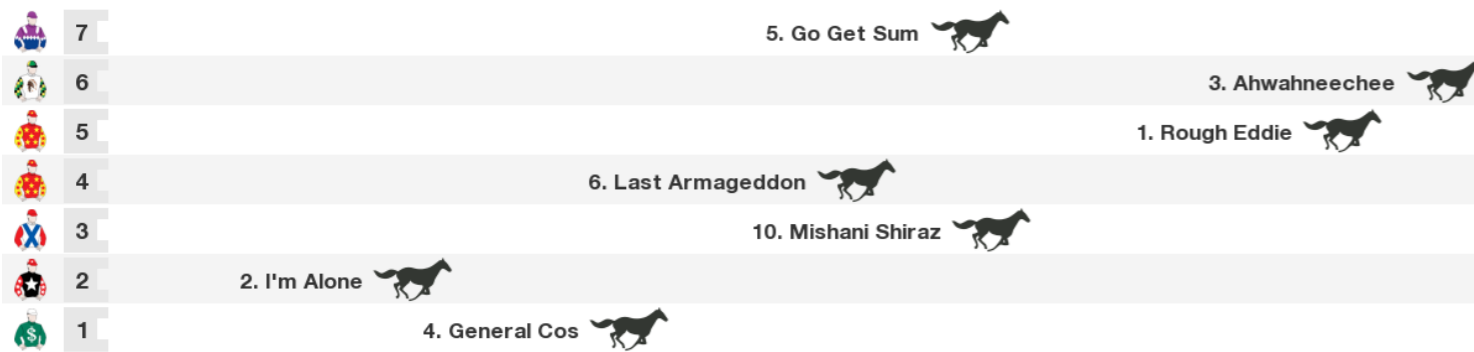 7 5. Go Get Sum
6 3. Ahwahneechee
5 1. Rough Eddie
4 6. Last Armageddon
3 10. Mishani Shiraz
2 2. I'm Alone
$ 1 4. General Cos